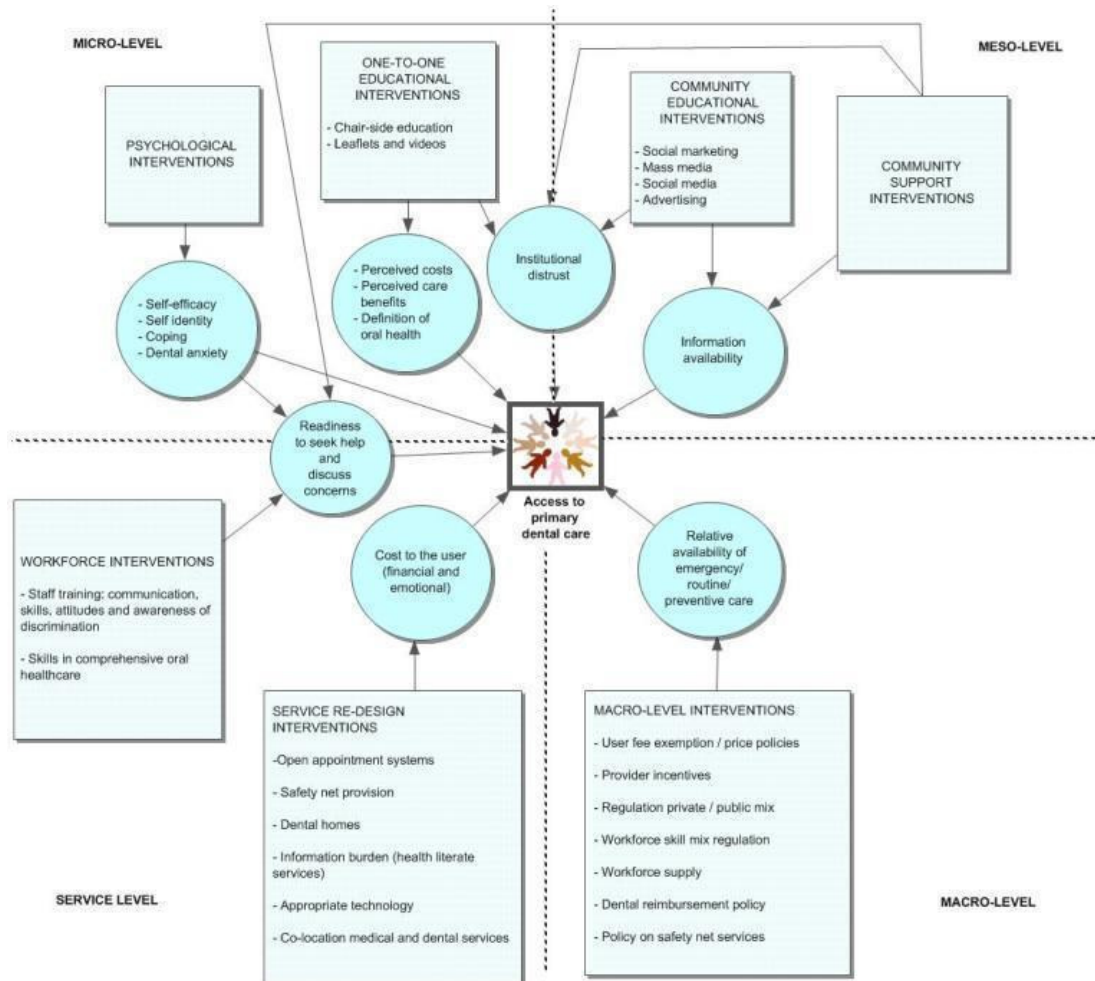 MICRO-LEVEL
MESO-LEVEL
ONE-TO-ONE
EDUCATIONAL
INTERVENTIONS
- Chair-side education
- Leaflets and videos
COMMUNITY
EDUCATIONAL
INTERVENTIONS
- Social marketing
- Mass media
- Social media
- Advertising
PSYCHOLOGICAL
INTERVENTIONS
COMMUNITY
SUPPORT
INTERVENTIONS
- Self-efficacy
- Self identity
- Coping
- Dental anxiety
- Perceived costs
- Perceived care
benefits
- Definition of
oral health
Institutional
distrust
Information
availability
Readiness
to seek help
and
discuss
concerns
Access to
primary
dental care
WORKFORCE INTERVENTIONS
- Staff training: communication,
skills, attitudes and awareness of
discrimination
- Skills in comprehensive oral
healthcare
Cost to the user
(financial and
emotional)
Relative
availability of
emergency/
routine/
preventive care
SERVICE RE-DESIGN
INTERVENTIONS
-Open appointment systems
- Safety net provision
- Dental homes
- Information burden (health literate
services)
- Appropriate technology
- Co-location medical and dental services
MACRO-LEVEL INTERVENTIONS
- User fee exemption / price policies
- Provider incentives
- Regulation private / public mix
- Workforce skill mix regulation
- Workforce supply
- Dental reimbursement policy
- Policy on safety net services
SERVICE LEVEL
MACRO-LEVEL